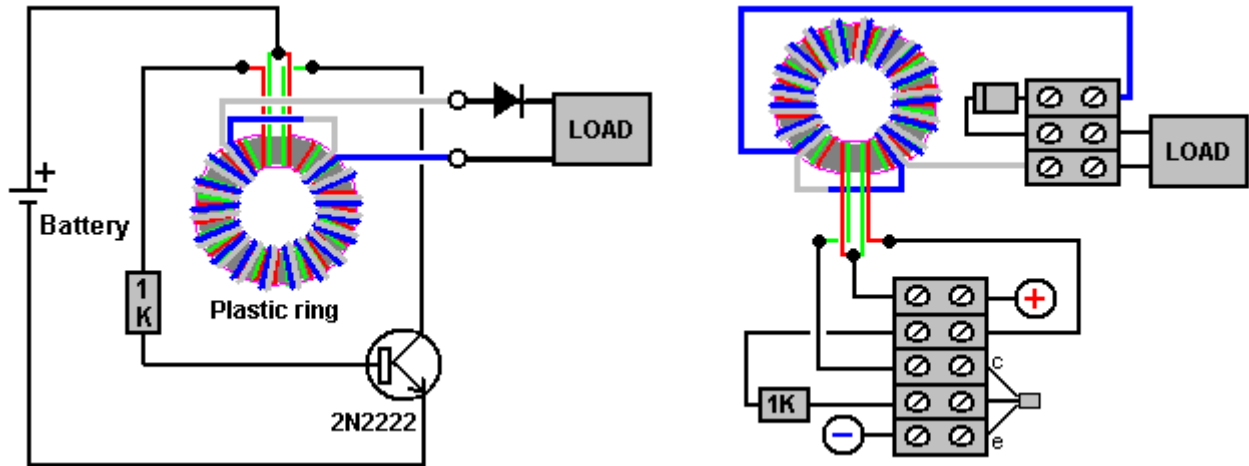 LOAD
+
Battery
1
K
Plastic ring
2N2222
LOAD
+
c
1K
−
e